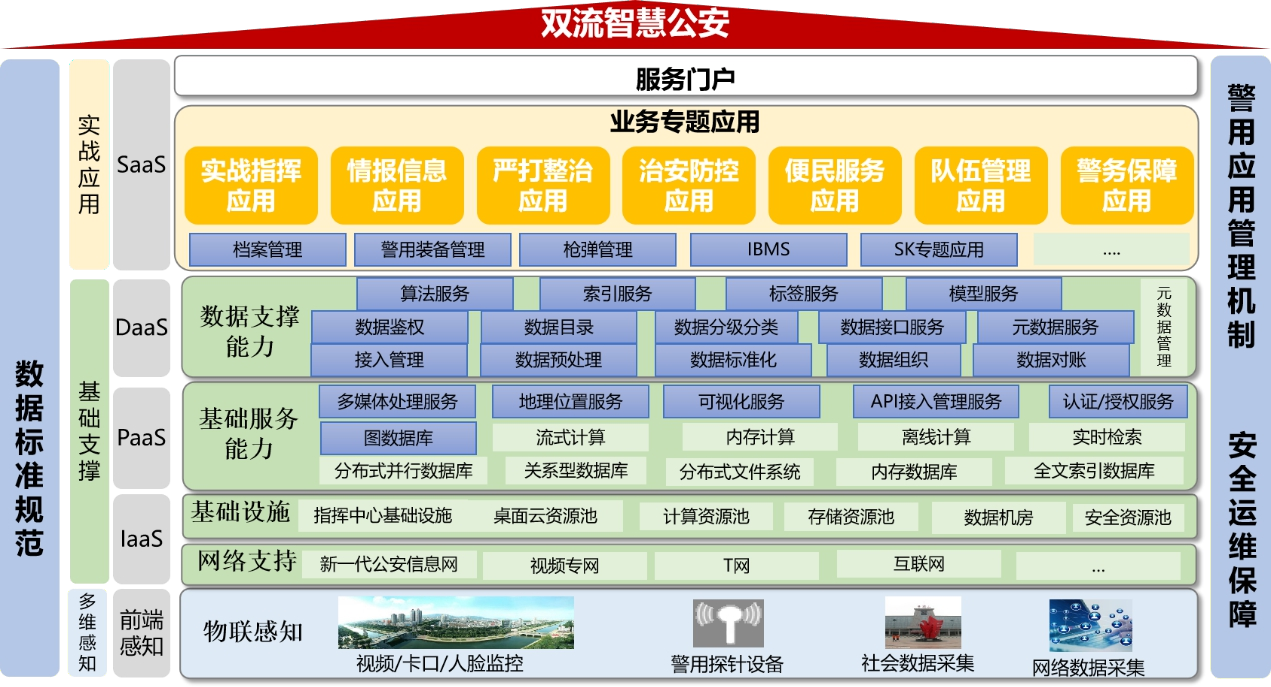 双流智慧公安
数据标准规范
实战应用
基础支撑
多维感知
SaaS
DaaS
PaaS
IaaS
前端
感知
服务门户
业务专题应用
实战指挥
应用
情报信息
应用
严打整治
应用
治安防控
应用
便民服务
应用
队伍管理
应用
警务保障
应用
档案管理
警用装备管理
枪弹管理
IBMS
SK专题应用
....
数据支撑
能力
算法服务
索引服务
标签服务
模型服务
数据鉴权
数据目录
数据分级分类
数据接口服务
元数据服务
接入管理
数据预处理
数据标准化
数据组织
数据对账
元数据管理
基础服务
能力
多媒体处理服务
地理位置服务
可视化服务
API接入管理服务
认证/授权服务
图数据库
流式计算
内存计算
离线计算
实时检索
分布式并行数据库
关系型数据库
分布式文件系统
内存数据库
全文索引数据库
基础设施
指挥中心基础设施
桌面云资源池
计算资源池
存储资源池
数据机房
安全资源池
网络支持
新一代公安信息网
视频专网
T网
互联网
...
物联感知
视频/卡口/人脸监控
警用探针设备
社会数据采集
网络数据采集
警用应用管理机制
安全运维保障